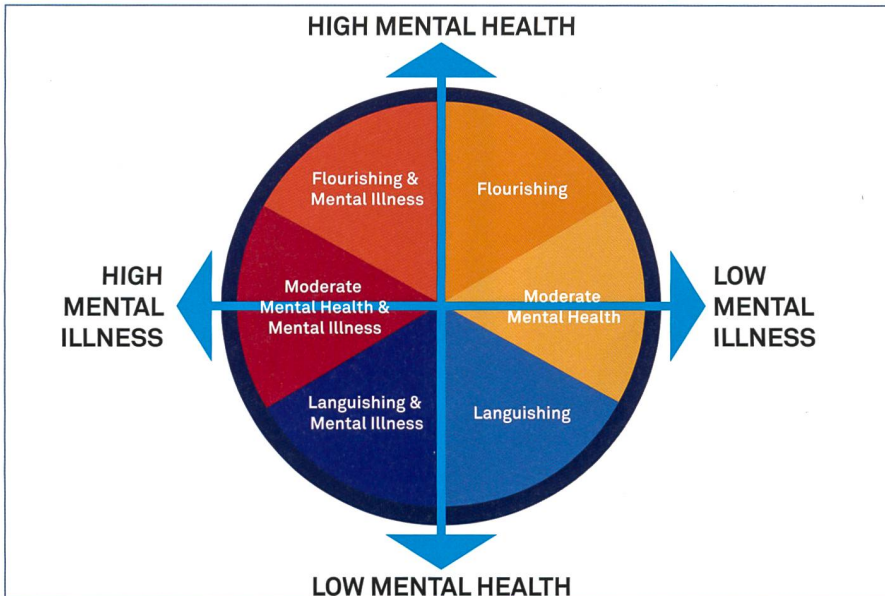 HIGH MENTAL HEALTH
Flourishing &
Mental Illness
Flourishing
HIGH
MENTAL
ILLNESS
Moderate
Mental Health &
Mental Illness
Moderate
Mental Health
LOW
MENTAL
ILLNESS
Languishing &
Mental Illness
Languishing
LOW MENTAL HEALTH